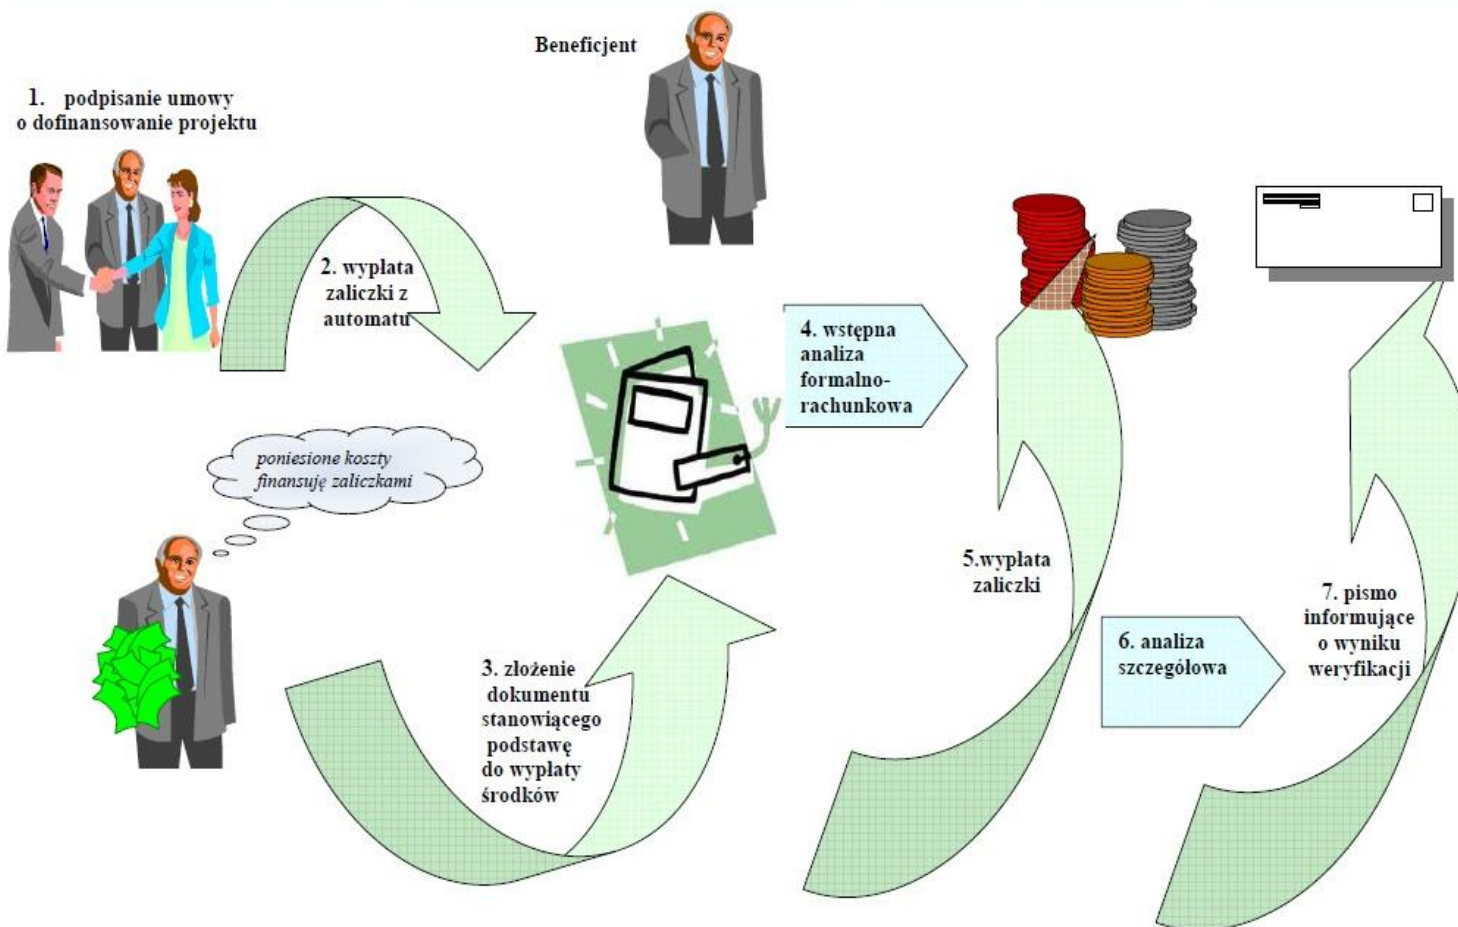 Beneficjent
1. podpisanie umowy
o dofinansowanie projektu
2. wypłata
zaliczki z
automatu
poniesione koszty
finansuję zaliczkami
3. złożenie
dokumentu
stanowiącego
podstawę
do wypłaty
środków
4. wstępna
analiza
formalno-
rachunkowa
5.wypłata
zaliczki
6. analiza
szczegółowa
7. pismo
informujące
o wyniku
weryfikacji